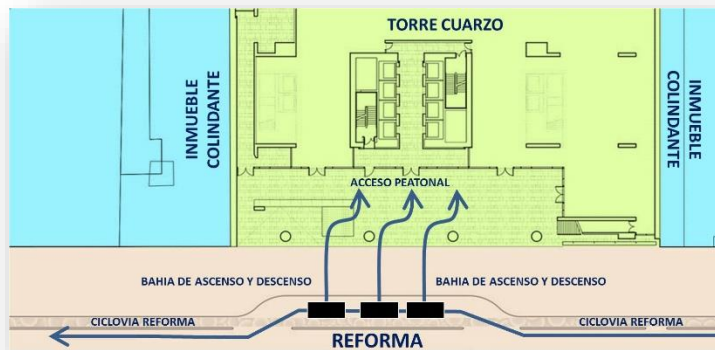 TORRE CUARZO
INMUEBLE
COLINDANTE
INMUEBLE
COLINDANTE
ACCESO PEATONAL
BAHIA DE ASCENSO Y DESCENSO
BAHIA DE ASCENSO Y DESCENSO
CICLOVIA REFORMA
CICLOVIA REFORMA
REFORMA